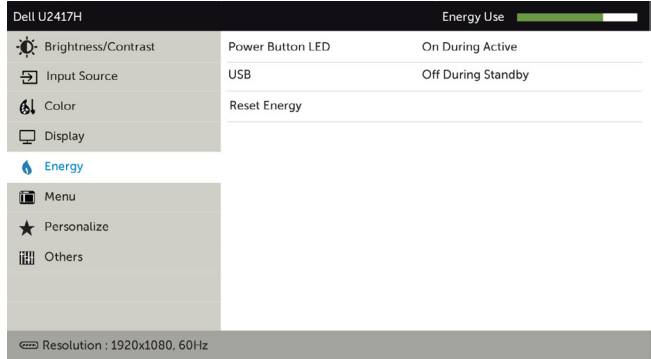 Dell U2417H Energy Use
Brightness/Contrast Power Button LED On During Active
Input Source USB Off During Standby
Color Reset Energy
Display
Energy
Menu
Personalize
Others
Resolution : 1920x1080, 60Hz